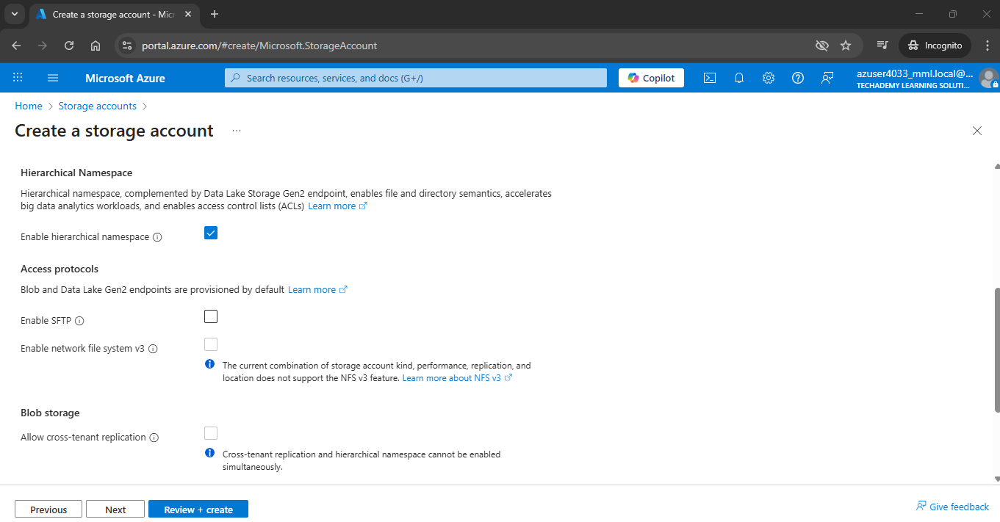 Create a storage account - Mic
portal.azure.com/#create/Microsoft.StorageAccount
Incognito
Microsoft Azure
Search resources, services, and docs (G+/)
Copilot
azuser4033_mml.local@...
TECHADEMY LEARNING SOLUTI...
Home > Storage accounts >
Create a storage account ...
Hierarchical Namespace
Hierarchical namespace, complemented by Data Lake Storage Gen2 endpoint, enables file and directory semantics, accelerates
big data analytics workloads, and enables access control lists (ACLs) Learn more
Enable hierarchical namespace
Access protocols
Blob and Data Lake Gen2 endpoints are provisioned by default Learn more
Enable SFTP
Enable network file system v3
The current combination of storage account kind, performance, replication, and
location does not support the NFS v3 feature. Learn more about NFS v3
Blob storage
Allow cross-tenant replication
Cross-tenant replication and hierarchical namespace cannot be enabled
simultaneously.
Previous
Next
Review + create
Give feedback